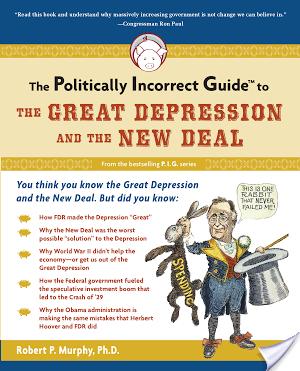 "Read this book and understand why massively increasing government is not change we can believe in."
—Congressman Ron Paul
The Politically Incorrect Guide™ to
THE GREAT DEPRESSION
AND THE NEW DEAL
From the bestselling P.I.G. series
You think you know the Great Depression
and the New Deal. But did you know:
How FDR made the Depression "Great"
Why the New Deal was the worst
possible "solution" to the Depression
Why World War II didn't help the
economy—or get us out of the
Great Depression
How the Federal government fueled
the speculative investment boom that
led to the Crash of '29
Why the Obama administration is
making the same mistakes that Herbert
Hoover and FDR did
THIS IS ONE
RABBIT
THAT NEVER
FAILED ME!
SPENDING
Robert P. Murphy, Ph.D.